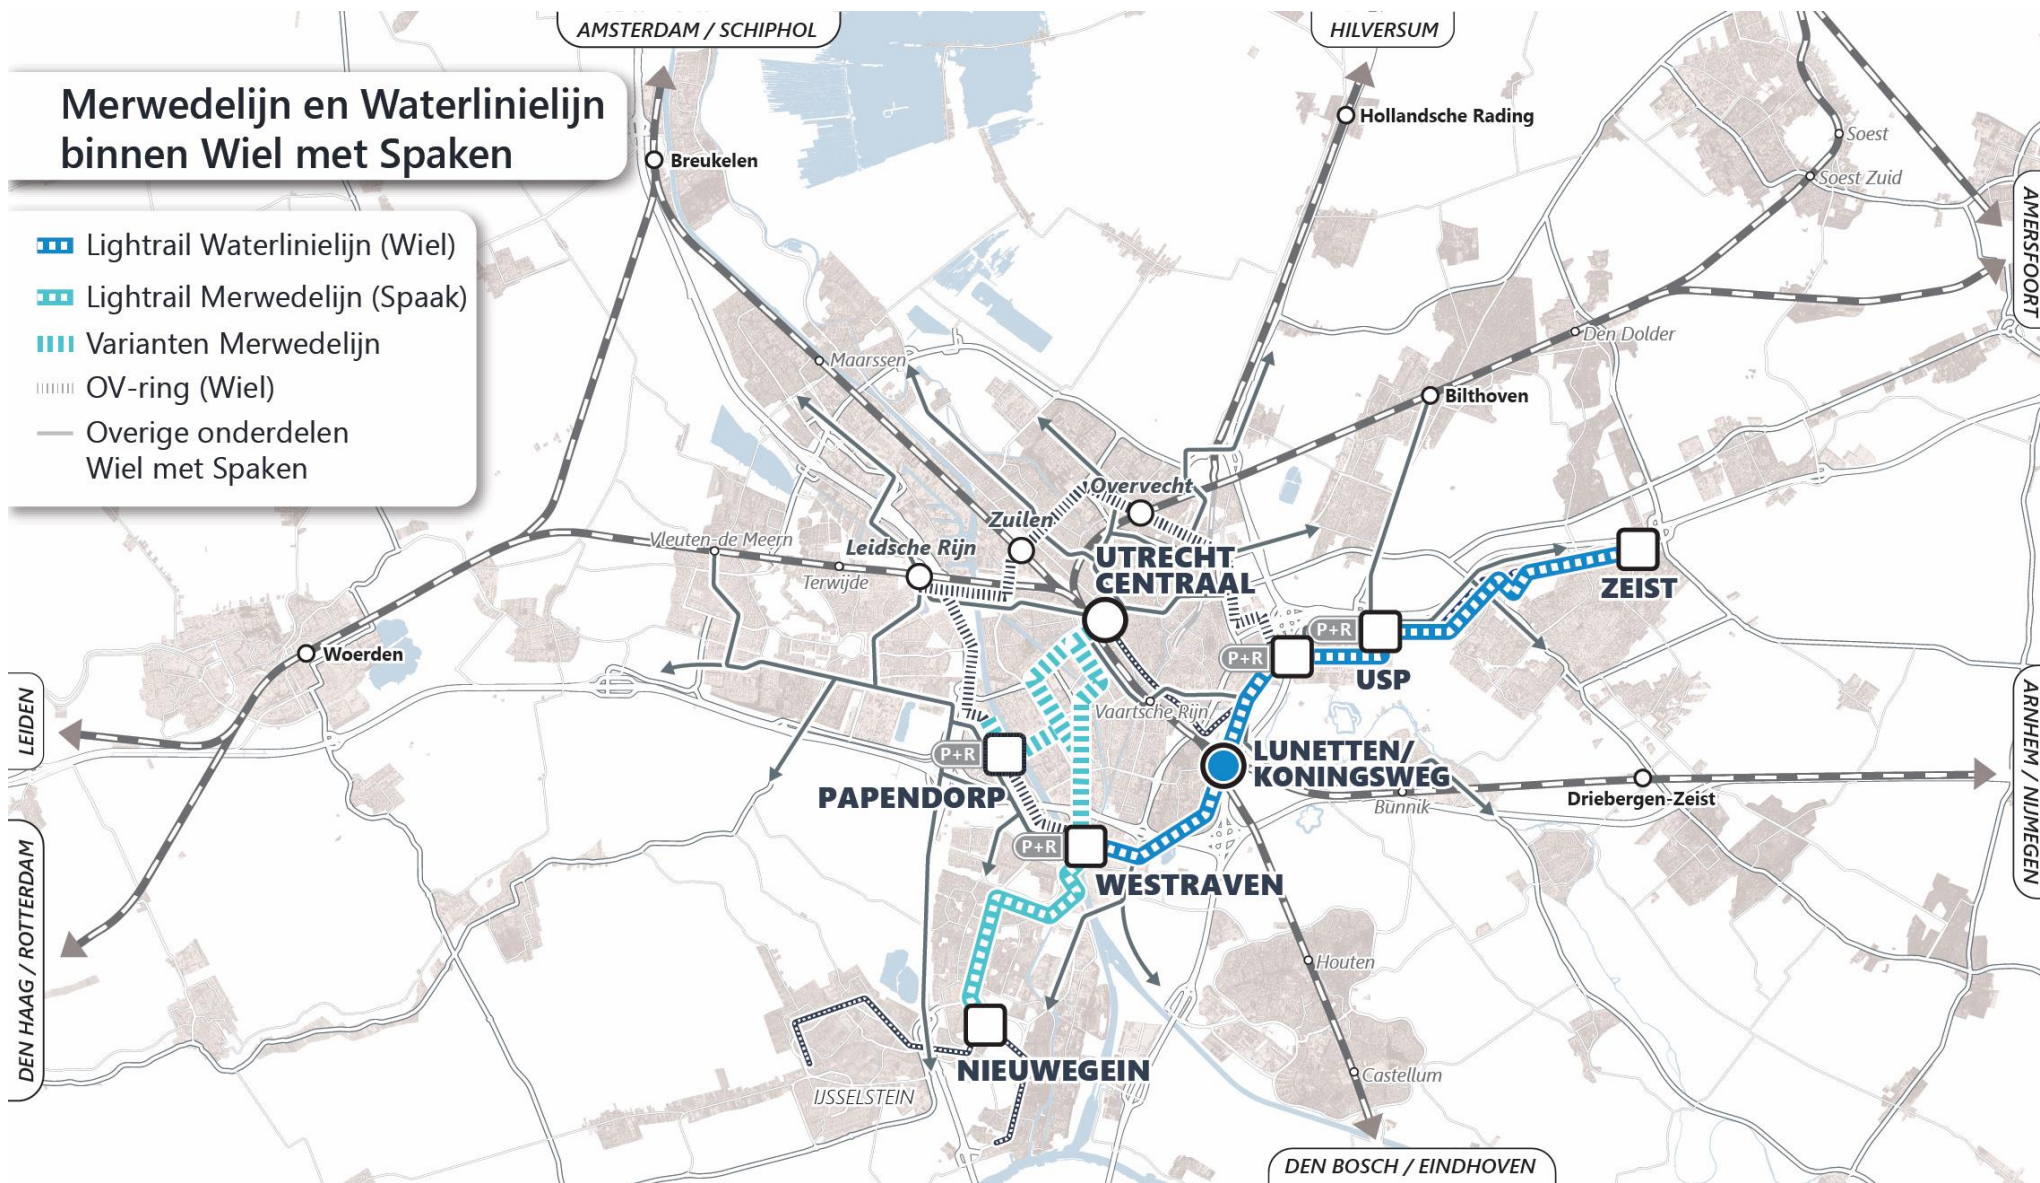 AMSTERDAM / SCHIPHOL
HILVERSUM
Merwedelijn en Waterlinielijn
binnen Wiel met Spaken
Lightrail Waterlinielijn (Wiel)
Lightrail Merwedelijn (Spaak)
Varianten Merwedelijn
OV-ring (Wiel)
Overige onderdelen
Wiel met Spaken
Breukelen
Hollandsche Rading
Soest
Soest Zuid
AMERSFOORT
Den Dolder
Maarssen
Bilthoven
Overvecht
Zuilen
Vleuten-de Meern
Leidsche Rijn
Terwijde
UTRECHT
CENTRAAL
ZEIST
P+R
P+R
USP
Woerden
LEIDEN
Vaartsche Rijn
P+R
PAPENDORP
LUNETTEN/
KONINGSWEG
Bunnik
Driebergen-Zeist
ARNHEM / NIJMEGEN
P+R
WESTRAVEN
DEN HAAG / ROTTERDAM
Houten
NIEUWEGEIN
Castellum
IJSSELSTEIN
DEN BOSCH / EINDHOVEN